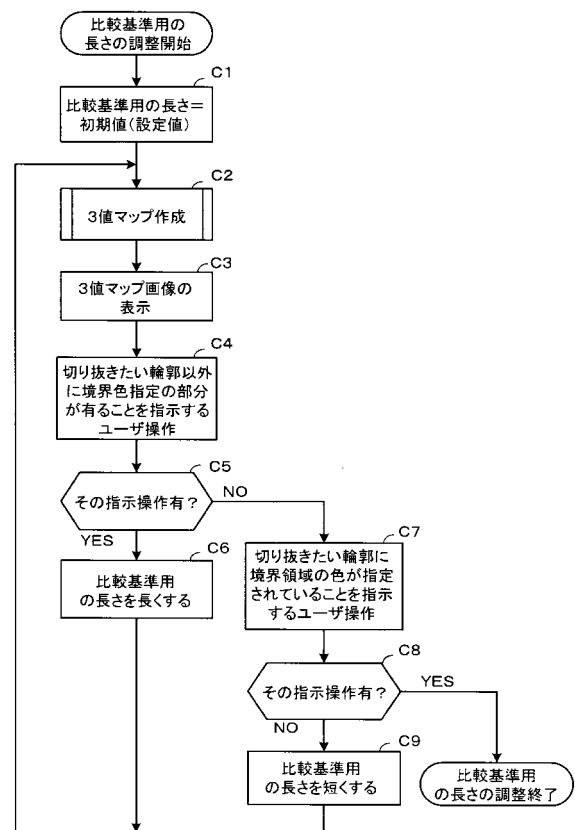 比較基準用の
長さの調整開始
C1
比較基準用の長さ＝
初期値(設定値)
C2
3値マップ作成
C3
3値マップ画像の
表示
C4
切り抜きたい輪郭以外
に境界色指定の部分
が有ることを指示する
ユーザ操作
C5
その指示操作有？
NO
YES
C6
比較基準用
の長さを長くする
C7
切り抜きたい輪郭に
境界領域の色が指定
されていることを指示
するユーザ操作
C8
その指示操作有？
YES
NO
C9
比較基準用
の長さを短くする
比較基準用
の長さの調整終了